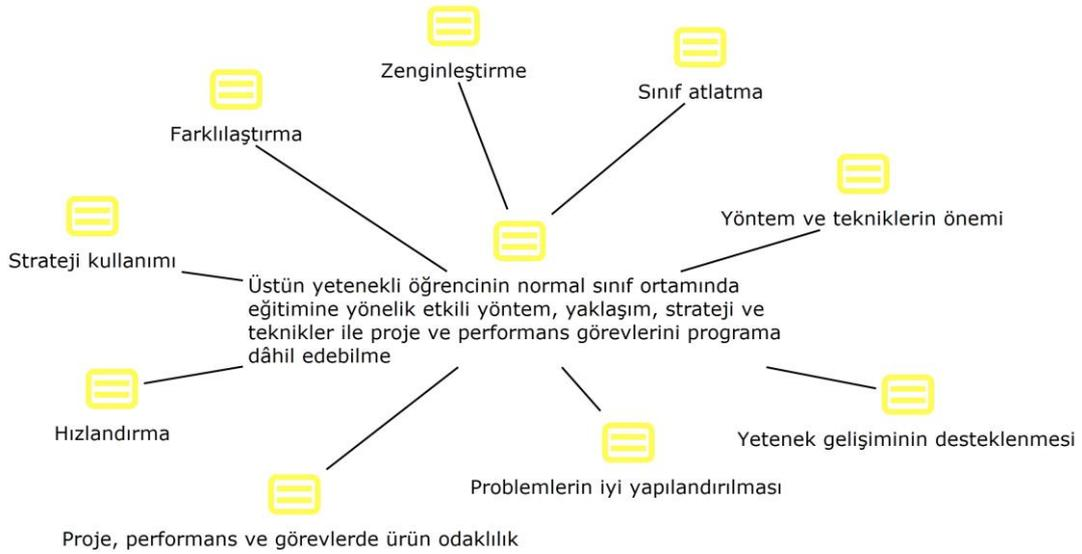 Zenginleştirme
Sınıf atlatma
Farklılaştırma
Yöntem ve tekniklerin önemi
Strateji kullanımı
Üstün yetenekli öğrencinin normal sınıf ortamında
eğitimine yönelik etkili yöntem, yaklaşım, strateji ve
teknikler ile proje ve performans görevlerini programa
dâhil edebilme
Hızlandırma
Yetenek gelişiminin desteklenmesi
Problemlerin iyi yapılandırılması
Proje, performans ve görevlerde ürün odaklılık